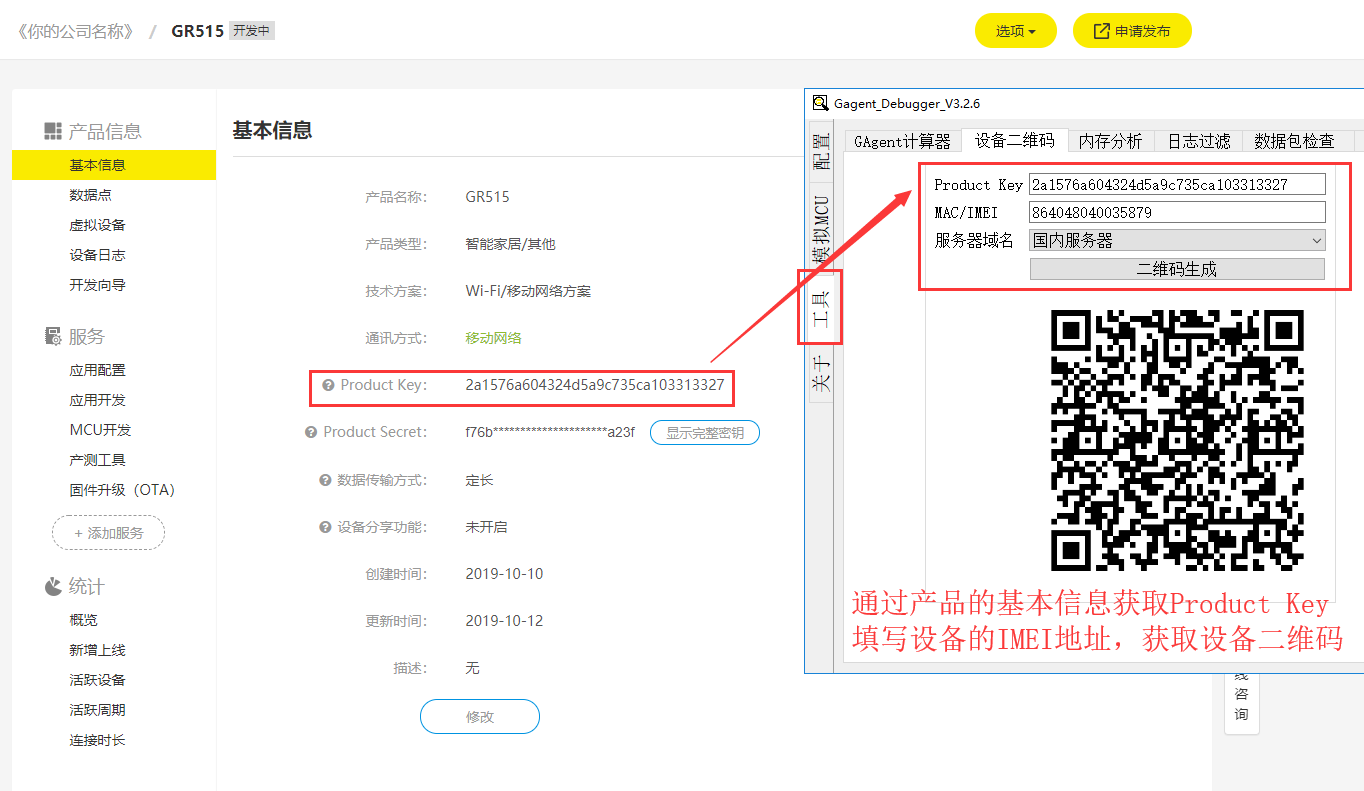 《你的公司名称》 / GR515 开发中
选项
申请发布
产品信息
基本信息
数据点
虚拟设备
设备日志
开发向导
服务
应用配置
应用开发
MCU开发
产测工具
固件升级（OTA）
+ 添加服务
统计
概览
新增上线
活跃设备
活跃周期
连接时长
基本信息
产品名称： GR515
产品类型： 智能家居/其他
技术方案： Wi-Fi/移动网络方案
通讯方式： 移动网络
Product Key： 2a1576a604324d5a9c735ca103313327
Product Secret： f76b*********************a23f 显示完整密钥
数据传输方式： 定长
设备分享功能： 未开启
创建时间： 2019-10-10
更新时间： 2019-10-12
描述： 无
修改
Gagent_Debugger_V3.2.6
配置
模拟MCU
工具
关于
GAgent计算器 设备二维码 内存分析 日志过滤 数据包检查
Product Key 2a1576a604324d5a9c735ca103313327
MAC/IMEI 864048040035879
服务器域名 国内服务器
二维码生成
通过产品的基本信息获取Product Key
填写设备的IMEI地址，获取设备二维码
线
咨
询